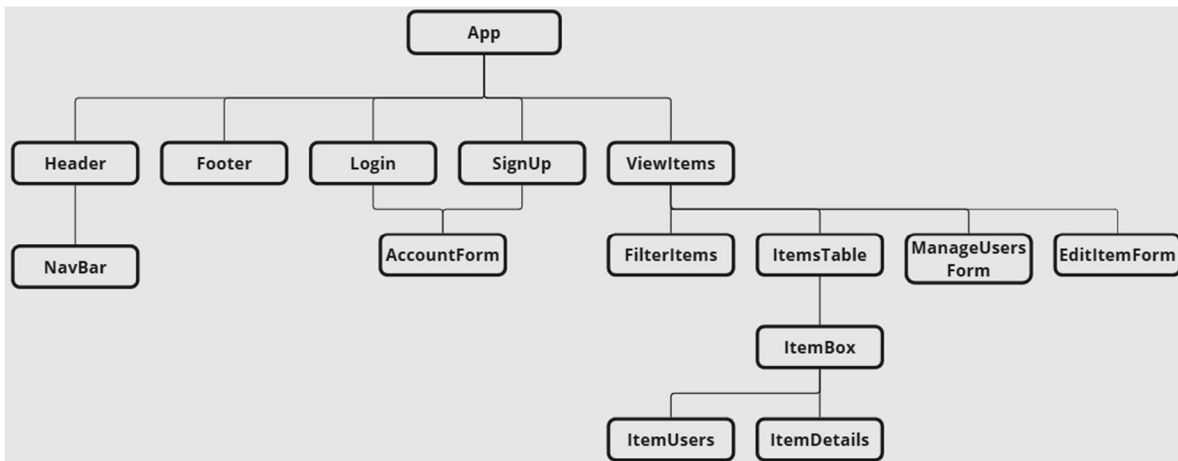 App
Header
Footer
Login
SignUp
ViewItems
NavBar
AccountForm
FilterItems
ItemsTable
ManageUsers
Form
EditItemForm
ItemBox
ItemUsers
ItemDetails